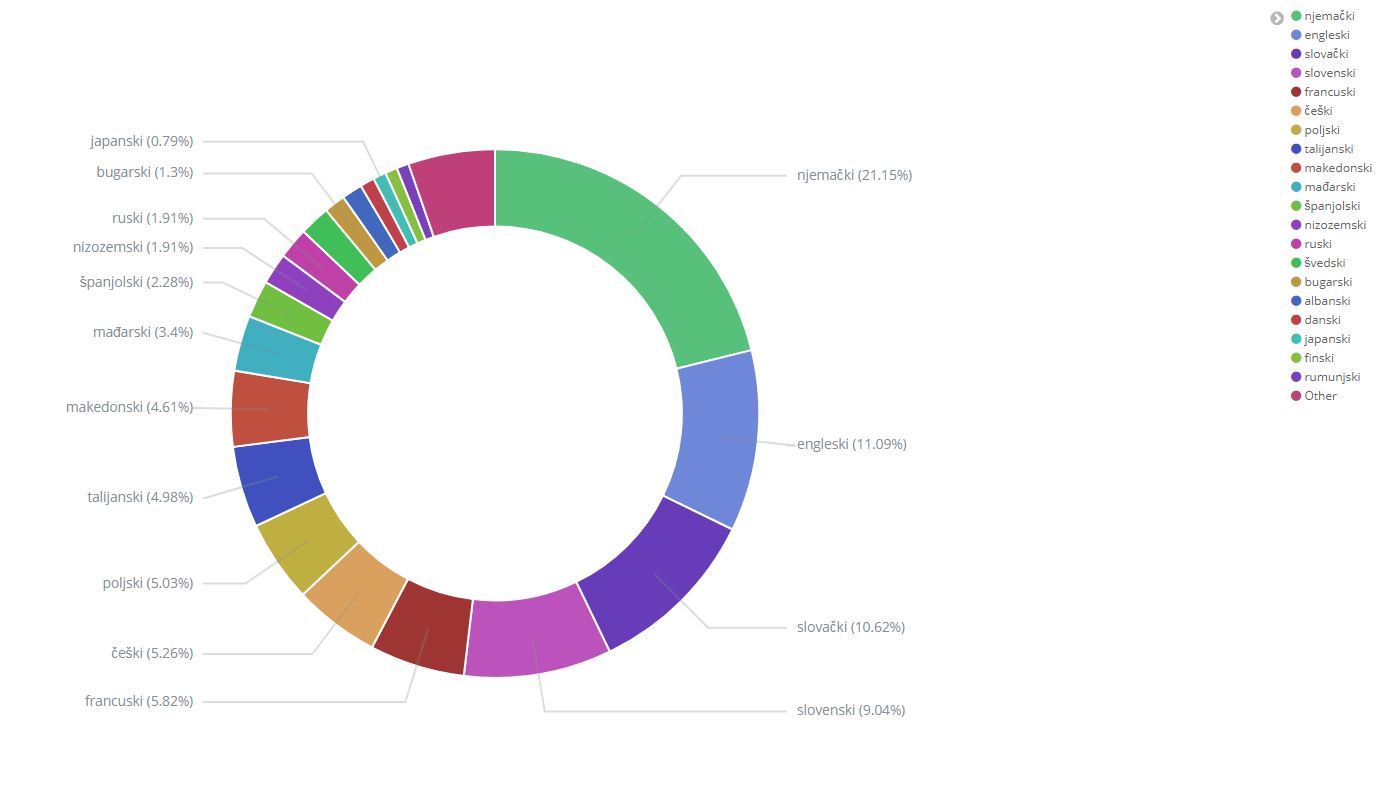 japanski (0.79%)
bugarski (1.3%)
ruski (1.91%)
nizozemski (1.91%)
španjolski (2.28%)
mađarski (3.4%)
makedonski (4.61%)
talijanski (4.98%)
poljski (5.03%)
češki (5.26%)
francuski (5.82%)
njemački (21.15%)
engleski (11.09%)
slovački (10.62%)
slovenski (9.04%)
njemački
engleski
slovački
slovenski
francuski
češki
poljski
talijanski
makedonski
mađarski
španjolski
nizozemski
ruski
švedski
bugarski
albanski
danski
japanski
finski
rumunjski
Other